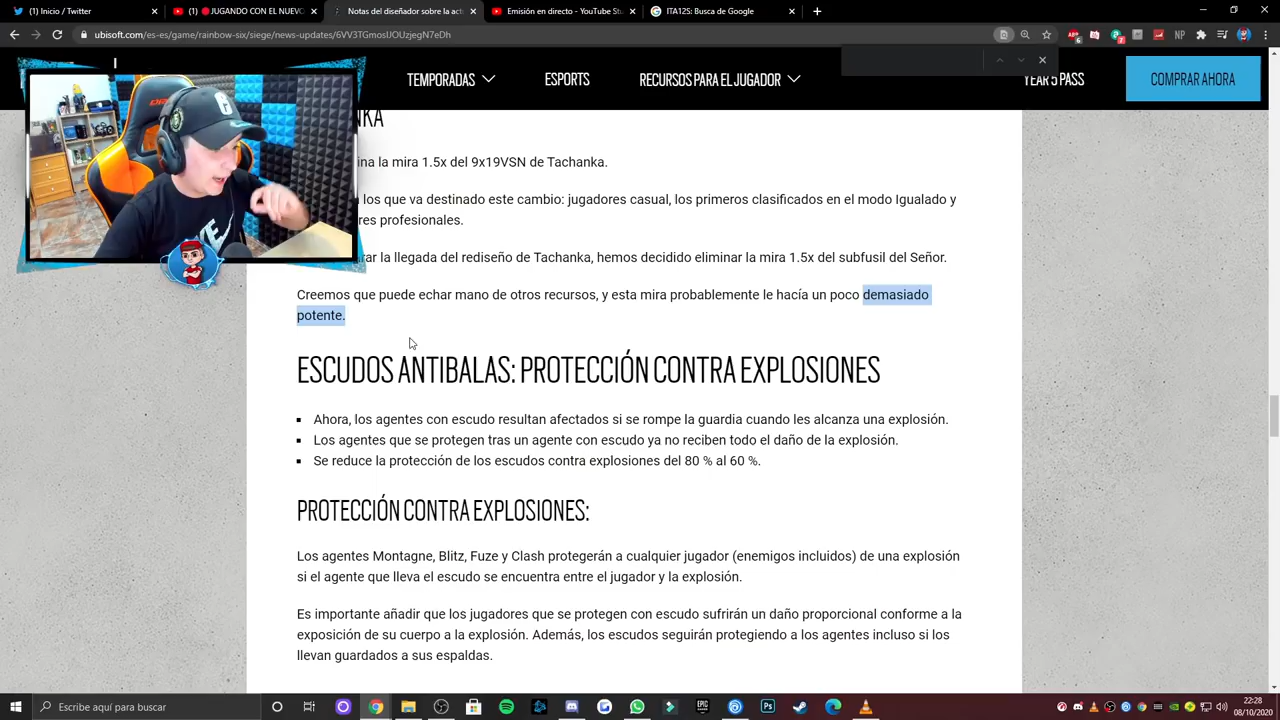 Inicio / Twitter
(1) 🔴 JUGANDO CON EL NUEVO
Notas del diseñador sobre la act
Emisión en directo - YouTube St
ITA12S: Busca de Google
ubisoft.com/es-es/game/rainbow-six/siege/news-updates/6VV3TGmosUOUzjegN7eDh
TEMPORADAS
ESPORTS
RECURSOS PARA EL JUGADOR
YEAR 5 PASS
COMPRAR AHORA
NKA
ina la mira 1.5x del 9x19VSN de Tachanka.
los que va destinado este cambio: jugadores casual, los primeros clasificados en el modo Igualado y
res profesionales.
rar la llegada del rediseño de Tachanka, hemos decidido eliminar la mira 1.5x del subfusil del Señor.
Creemos que puede echar mano de otros recursos, y esta mira probablemente le hacía un poco demasiado
potente.
ESCUDOS ANTIBALAS: PROTECCIÓN CONTRA EXPLOSIONES
Ahora, los agentes con escudo resultan afectados si se rompe la guardia cuando les alcanza una explosión.
Los agentes que se protegen tras un agente con escudo ya no reciben todo el daño de la explosión.
Se reduce la protección de los escudos contra explosiones del 80 % al 60 %.
PROTECCIÓN CONTRA EXPLOSIONES:
Los agentes Montagne, Blitz, Fuze y Clash protegerán a cualquier jugador (enemigos incluidos) de una explosión
si el agente que lleva el escudo se encuentra entre el jugador y la explosión.
Es importante añadir que los jugadores que se protegen con escudo sufrirán un daño proporcional conforme a la
exposición de su cuerpo a la explosión. Además, los escudos seguirán protegiendo a los agentes incluso si los
llevan guardados a sus espaldas.
Escribe aquí para buscar
22:28
08/10/2020